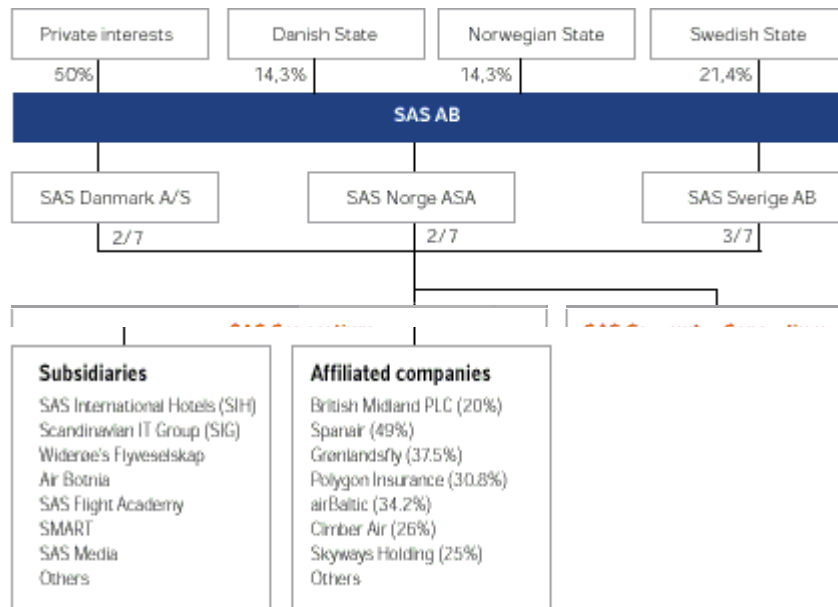 Private interests
Danish State
Norwegian State
Swedish State
50%
14,3%
14,3%
21,4%
SAS AB
SAS Danmark A/S
SAS Norge ASA
SAS Sverige AB
2/7
2/7
3/7
Subsidiaries
SAS International Hotels (SIH)
Scandinavian IT Group (SIG)
Widerøe's Flyveselskap
Air Botnia
SAS Flight Academy
SMART
SAS Media
Others
Affiliated companies
British Midland PLC (20%)
Spanair (49%)
Grønlandsfly (37.5%)
Polygon Insurance (30.8%)
airBaltic (34.2%)
Cimber Air (26%)
Skyways Holding (25%)
Others